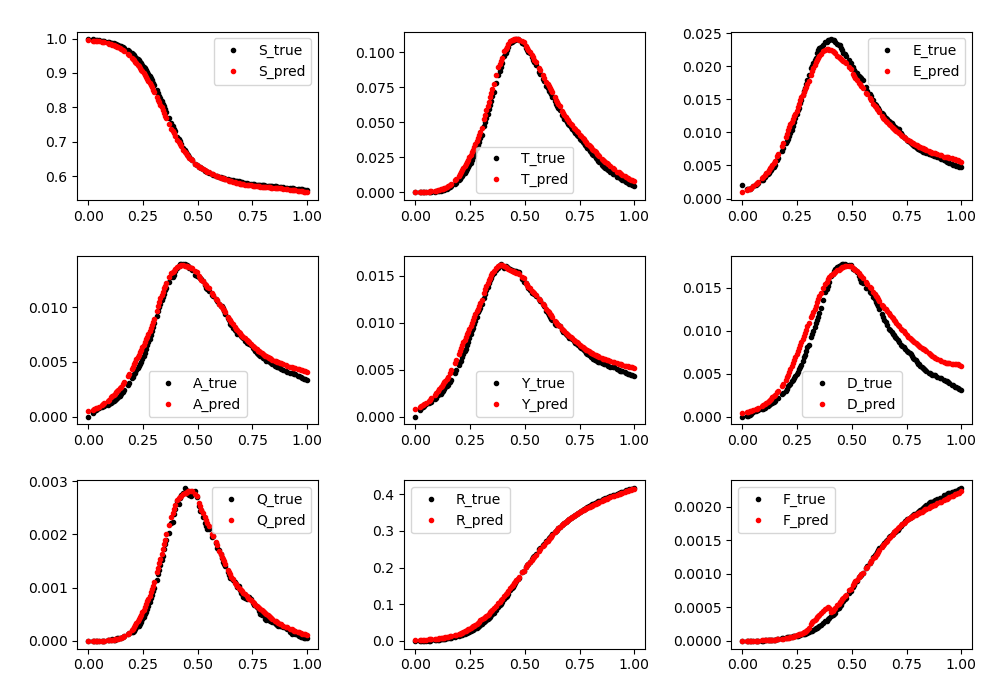 1.0
0.9
0.8
0.7
0.6
0.00 0.25 0.50 0.75 1.00
S_true
S_pred
0.100
0.075
0.050
0.025
0.000
0.00 0.25 0.50 0.75 1.00
T_true
T_pred
0.025
0.020
0.015
0.010
0.005
0.000
0.00 0.25 0.50 0.75 1.00
E_true
E_pred
0.010
0.005
0.000
0.00 0.25 0.50 0.75 1.00
A_true
A_pred
0.015
0.010
0.005
0.000
0.00 0.25 0.50 0.75 1.00
Y_true
Y_pred
0.015
0.010
0.005
0.000
0.00 0.25 0.50 0.75 1.00
D_true
D_pred
0.003
0.002
0.001
0.000
0.00 0.25 0.50 0.75 1.00
Q_true
Q_pred
0.4
0.3
0.2
0.1
0.0
0.00 0.25 0.50 0.75 1.00
R_true
R_pred
0.0020
0.0015
0.0010
0.0005
0.0000
0.00 0.25 0.50 0.75 1.00
F_true
F_pred